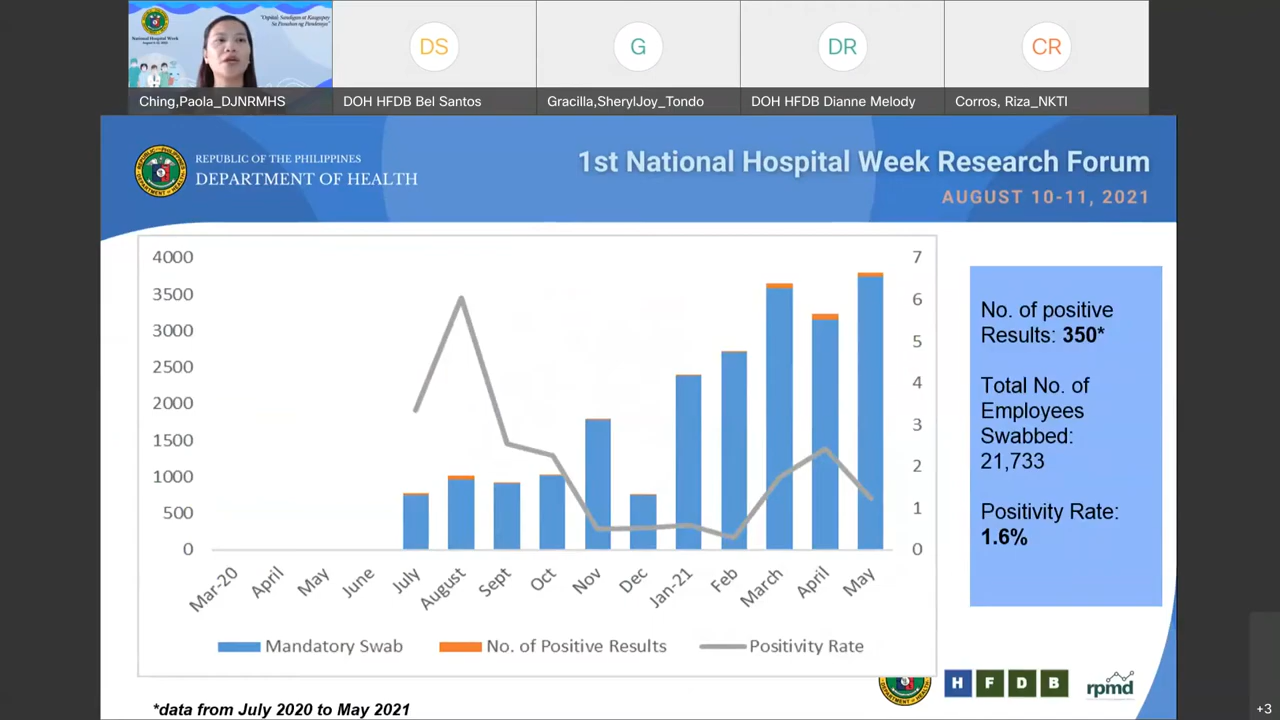 "Ospital, Sandigan at Kaagapay
Sa Panahon ng Pandemya"
National Hospital Week
Ching,Paola_DJNRMHS
DS
DOH HFDB Bel Santos
G
Gracilla,SherylJoy_Tondo
DR
DOH HFDB Dianne Melody
CR
Corros, Riza_NKTI
REPUBLIC OF THE PHILIPPINES
DEPARTMENT OF HEALTH
1st National Hospital Week Research Forum
AUGUST 10-11, 2021
4000
3500
3000
2500
2000
1500
1000
500
0
7
6
5
4
3
2
1
0
Mar-20
April
May
June
July
August
Sept
Oct
Nov
Dec
Jan-21
Feb
March
April
May
Mandatory Swab
No. of Positive Results
Positivity Rate
No. of positive
Results: 350*
Total No. of
Employees
Swabbed:
21,733
Positivity Rate:
1.6%
H F D B
rpmd
*data from July 2020 to May 2021
+3